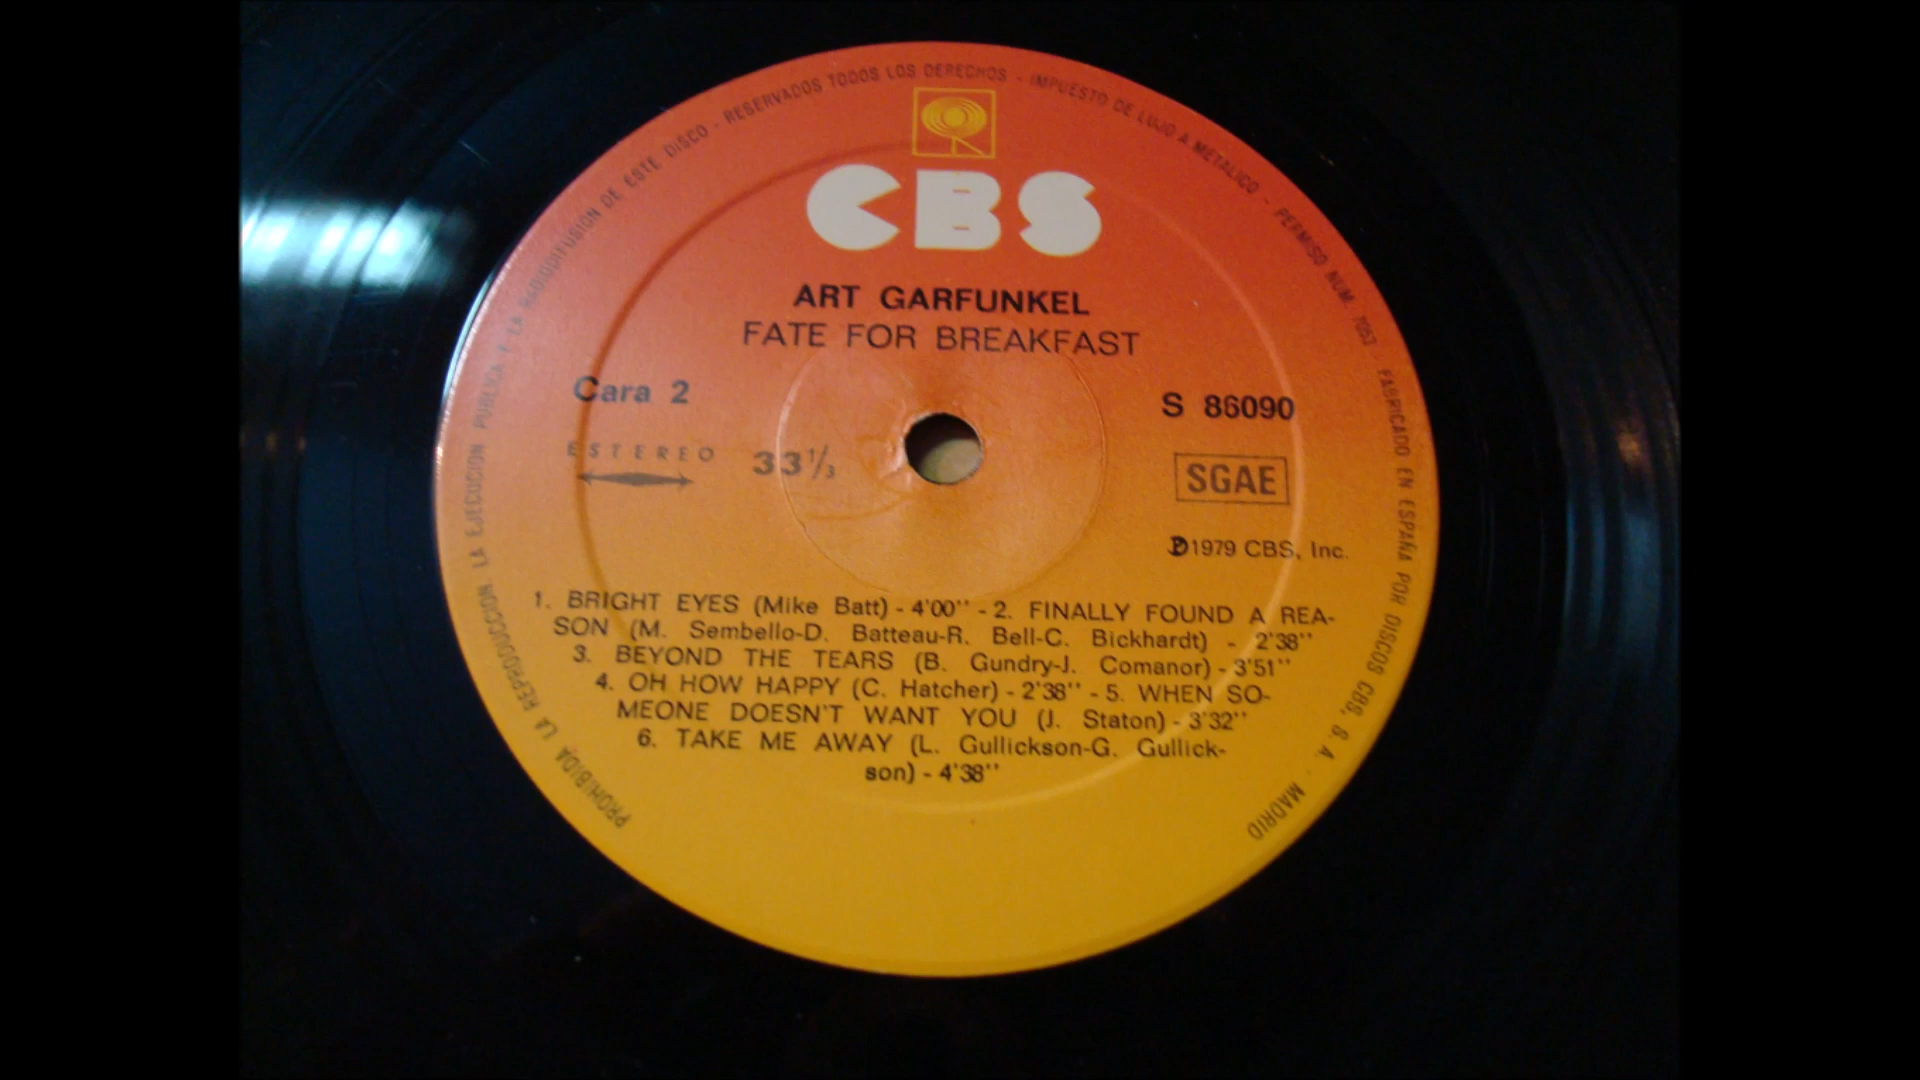 PROHIBIDA LA REPRODUCCION LA EJECUCION PUBLICA Y LA RADIODIFUSION DE ESTE DISCO - RESERVADOS TODOS LOS DERECHOS - IMPUESTO DE LUJO A METALICO - PERMISO NUM. 7053 - FABRICADO EN ESPAÑA POR DISCOS CBS, S. A. - MADRID
CBS
ART GARFUNKEL
FATE FOR BREAKFAST
Cara 2
S 86090
ESTEREO
33 1/3
SGAE
℗1979 CBS, Inc.
1. BRIGHT EYES (Mike Batt) - 4'00'' - 2. FINALLY FOUND A REA-
SON (M. Sembello-D. Batteau-R. Bell-C. Bickhardt) - 2'38''
3. BEYOND THE TEARS (B. Gundry-J. Comanor) - 3'51''
4. OH HOW HAPPY (C. Hatcher) - 2'38'' - 5. WHEN SO-
MEONE DOESN'T WANT YOU (J. Staton) - 3'32''
6. TAKE ME AWAY (L. Gullickson-G. Gullick-
son) - 4'38''